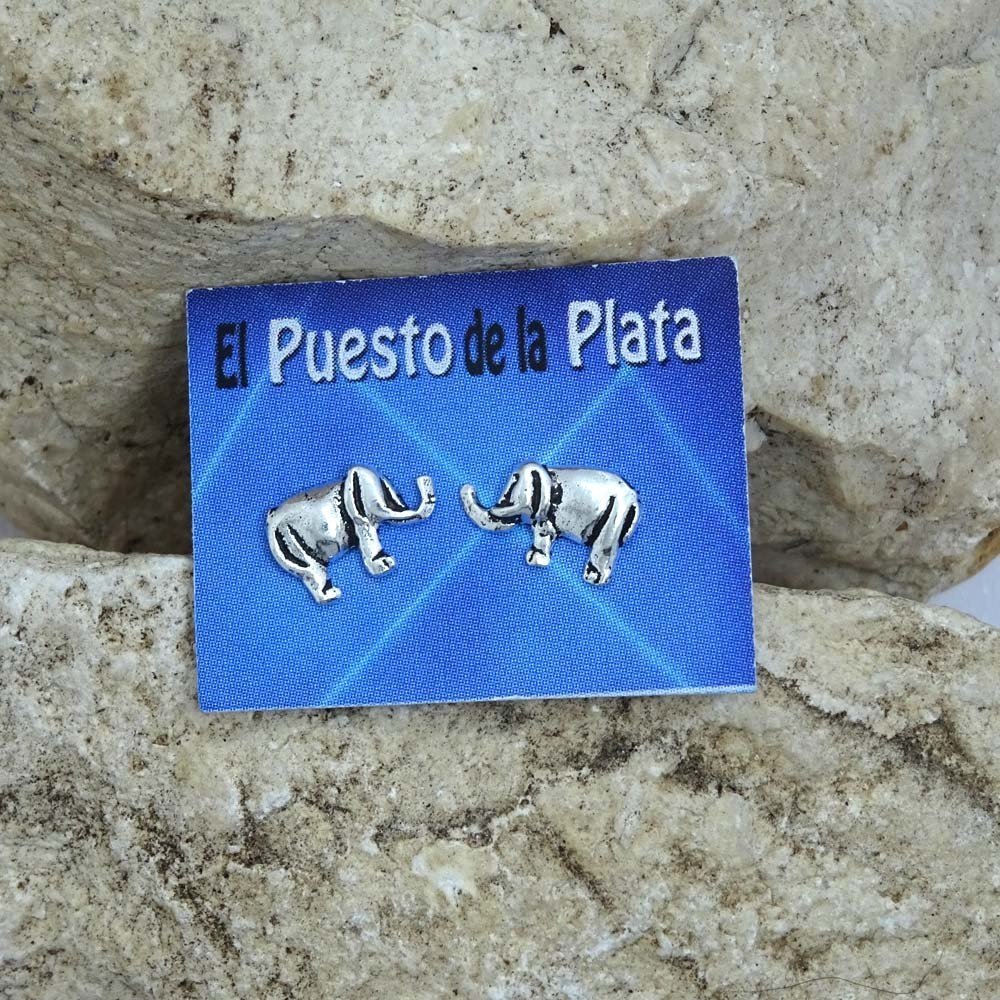 El Puesto de la Plata